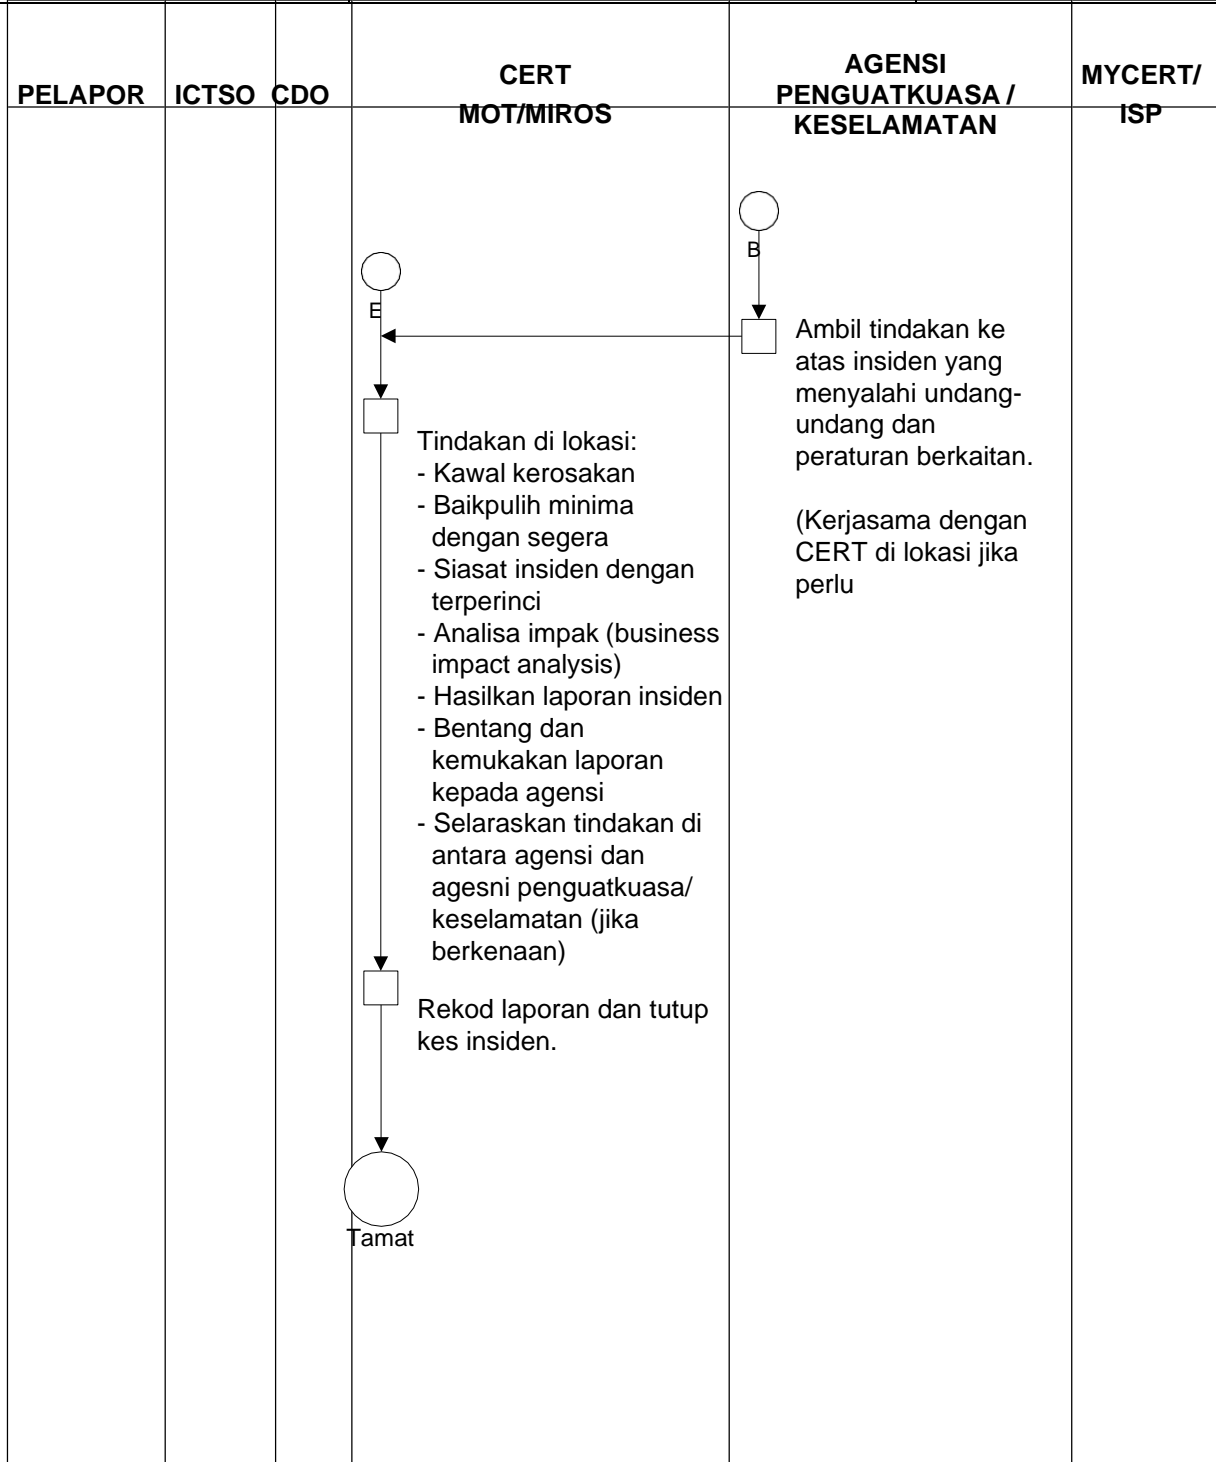 PELAPOR
ICTSO
CDO
CERT
MOT/MIROS
AGENSI
PENGUATKUASA /
KESELAMATAN
MYCERT/
ISP
B
E
Ambil tindakan ke
atas insiden yang
menyalahi undang-
undang dan
peraturan berkaitan.
(Kerjasama dengan
CERT di lokasi jika
perlu
Tindakan di lokasi:
- Kawal kerosakan
- Baikpulih minima
dengan segera
- Siasat insiden dengan
terperinci
- Analisa impak (business
impact analysis)
- Hasilkan laporan insiden
- Bentang dan
kemukakan laporan
kepada agensi
- Selaraskan tindakan di
antara agensi dan
agesni penguatkuasa/
keselamatan (jika
berkenaan)
Rekod laporan dan tutup
kes insiden.
Tamat